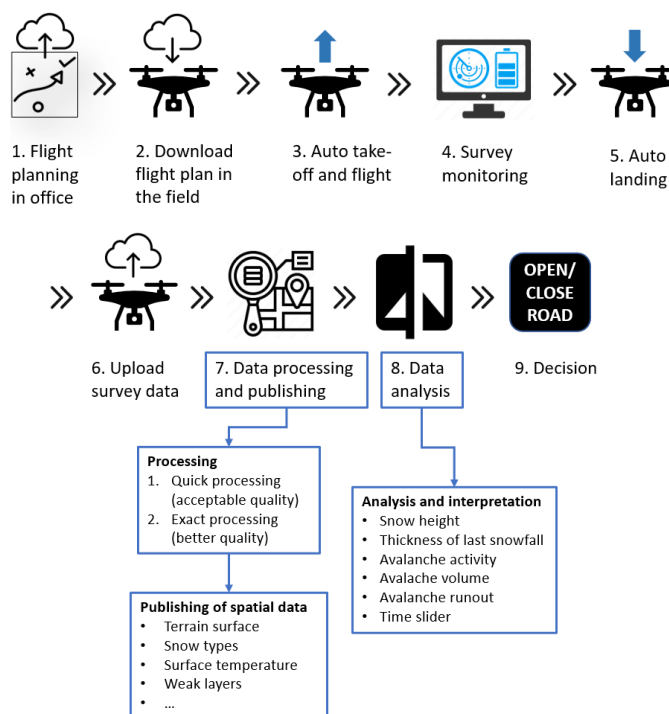 1. Flight
planning
in office
2. Download
flight plan in
the field
3. Auto take-
off and flight
4. Survey
monitoring
5. Auto
landing
OPEN/
CLOSE
ROAD
6. Upload
survey data
7. Data processing
and publishing
8. Data
analysis
9. Decision
Processing
1. Quick processing
(acceptable quality)
2. Exact processing
(better quality)
Publishing of spatial data
• Terrain surface
• Snow types
• Surface temperature
• Weak layers
• ...
Analysis and interpretation
• Snow height
• Thickness of last snowfall
• Avalanche activity
• Avalache volume
• Avalanche runout
• Time slider